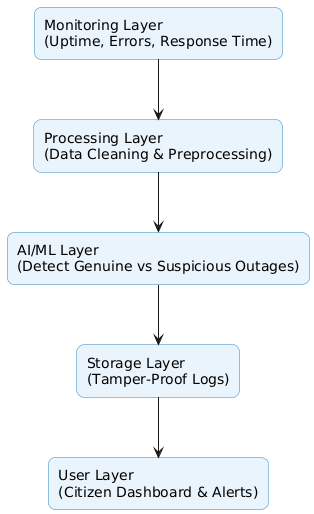 Monitoring Layer
(Uptime, Errors, Response Time)
Processing Layer
(Data Cleaning & Preprocessing)
AI/ML Layer
(Detect Genuine vs Suspicious Outages)
Storage Layer
(Tamper-Proof Logs)
User Layer
(Citizen Dashboard & Alerts)